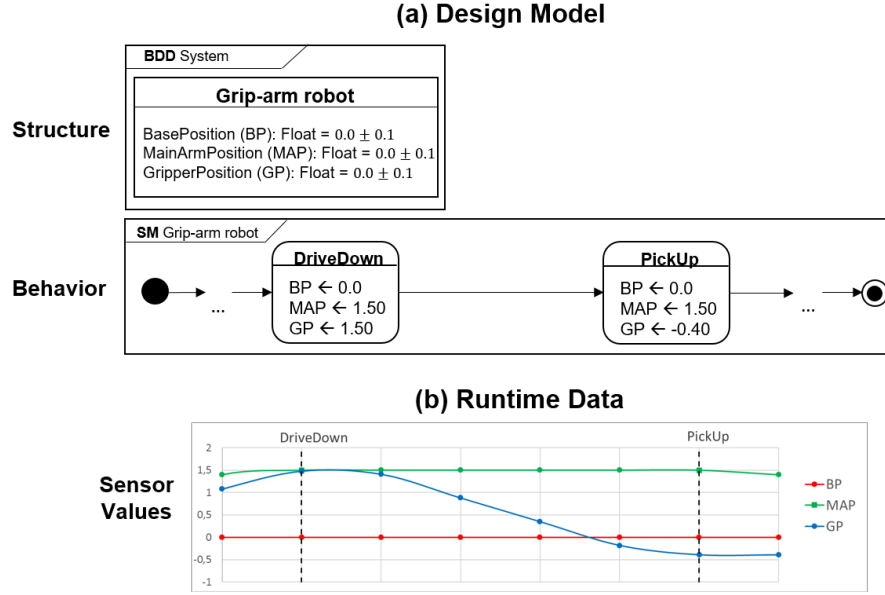 (a) Design Model
BDD System
Grip-arm robot
Structure
BasePosition (BP): Float = 0.0 ± 0.1
MainArmPosition (MAP): Float = 0.0 ± 0.1
GripperPosition (GP): Float = 0.0 ± 0.1
SM Grip-arm robot
Behavior
...
DriveDown
BP ← 0.0
MAP ← 1.50
GP ← 1.50
PickUp
BP ← 0.0
MAP ← 1.50
GP ← -0.40
...
(b) Runtime Data
DriveDown
PickUp
Sensor
Values
2
1,5
1
0,5
0
-0,5
-1
BP
MAP
GP